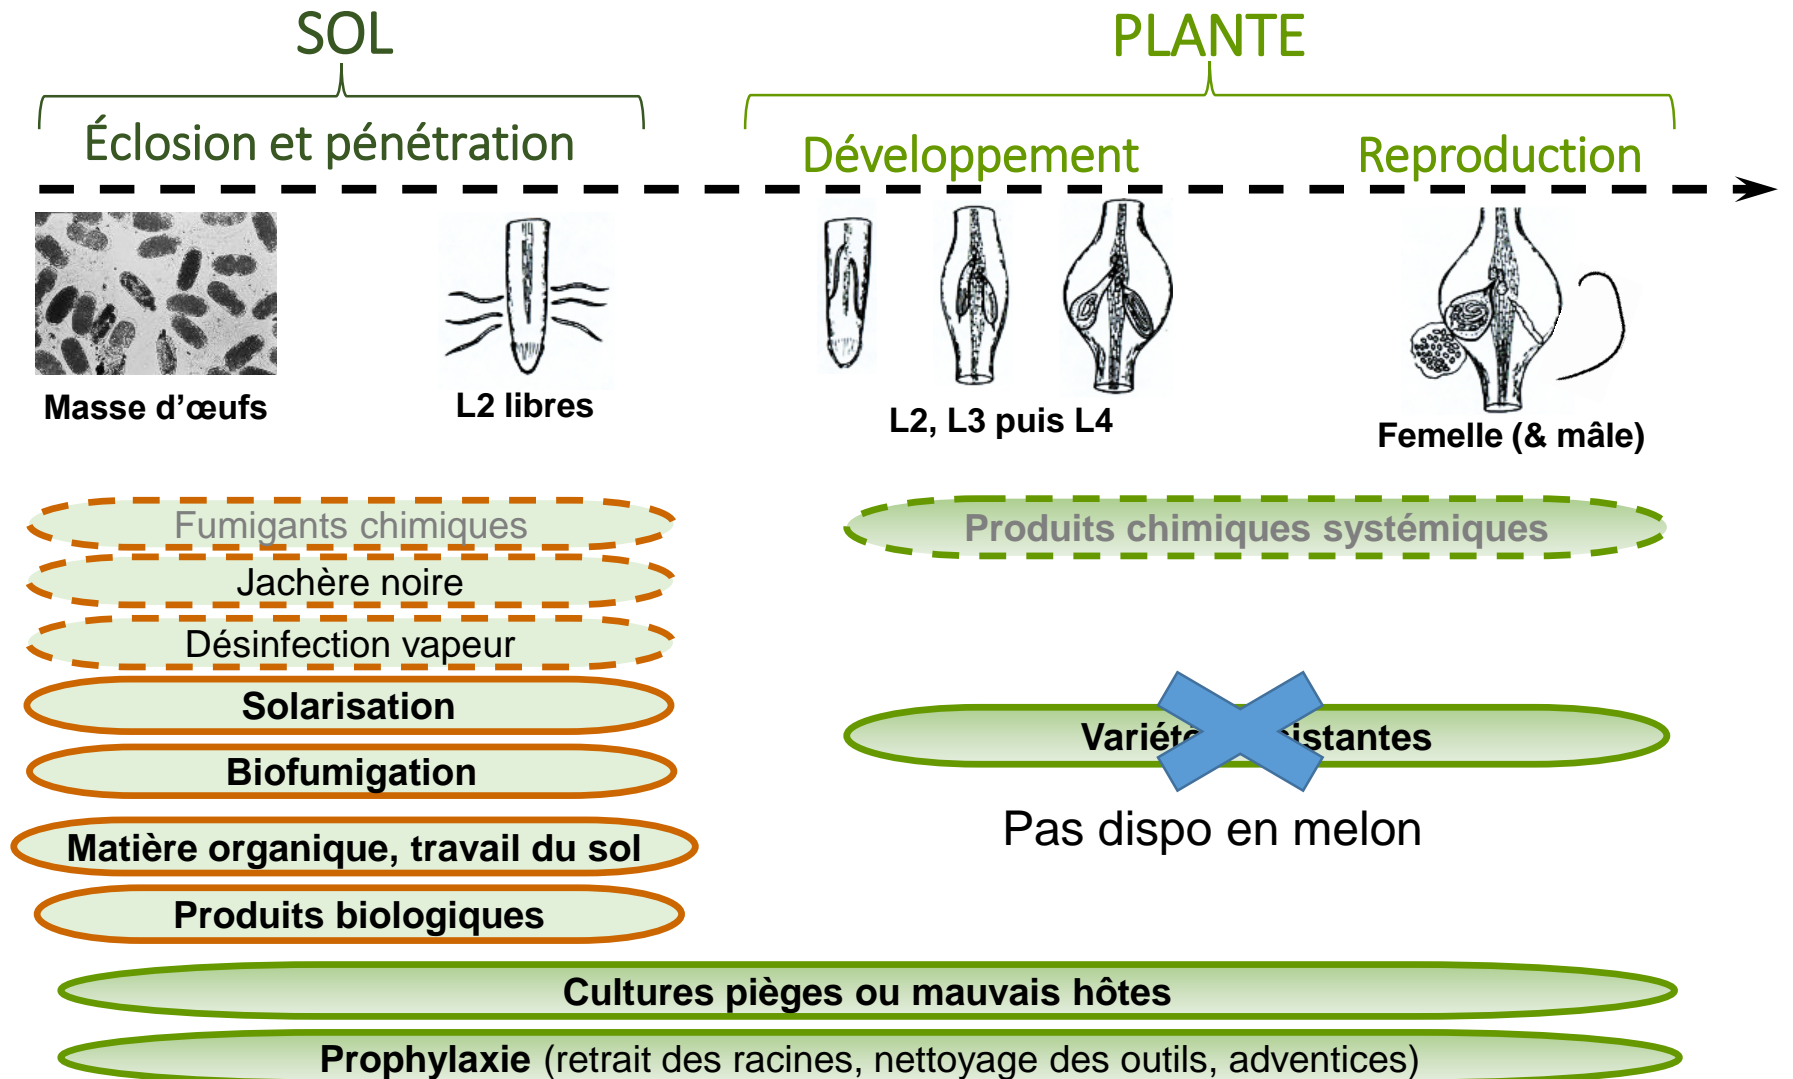 SOL
PLANTE
Éclosion et pénétration
Développement
Reproduction
Masse d'œufs
L2 libres
L2, L3 puis L4
Femelle (& mâle)
Fumigants chimiques
Produits chimiques systémiques
Jachère noire
Désinfection vapeur
Solarisation
Biofumigation
Pas dispo en melon
Matière organique, travail du sol
Produits biologiques
Cultures pièges ou mauvais hôtes
Prophylaxie (retrait des racines, nettoyage des outils, adventices)